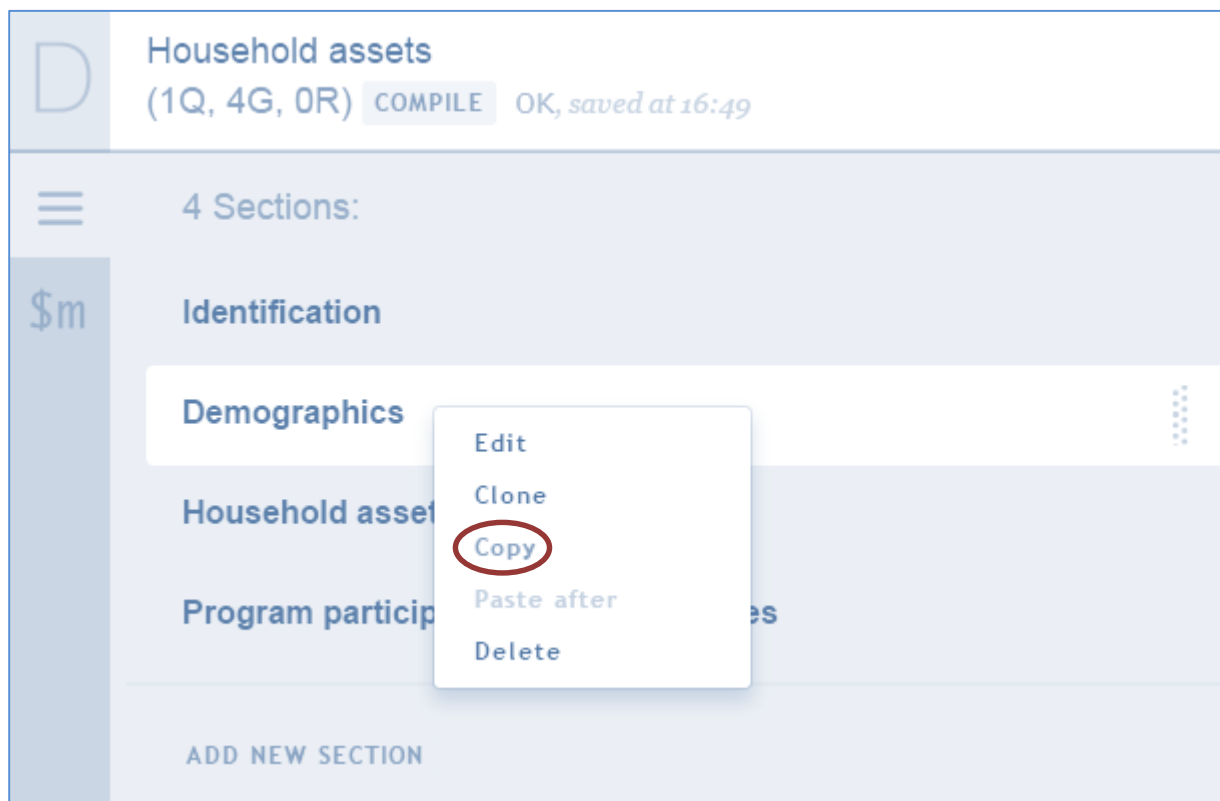 D
Household assets
(1Q, 4G, 0R) COMPILE OK, saved at 16:49
4 Sections:
$m
Identification
Demographics
Edit
Clone
Household asset
Copy
Paste after
Program particip es
Delete
ADD NEW SECTION